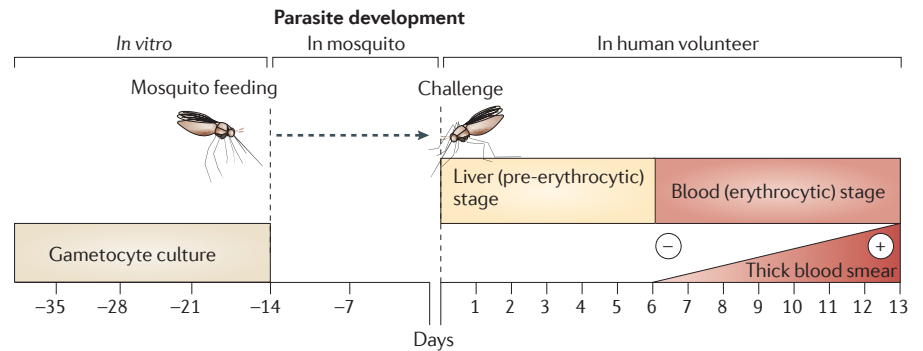 Parasite development
In vitro
In mosquito
In human volunteer
Mosquito feeding
Challenge
Liver (pre-erythrocytic)
stage
Blood (erythrocytic) stage
Gametocyte culture
− +
Thick blood smear
−35 −28 −21 −14 −7 1 2 3 4 5 6 7 8 9 10 11 12 13
Days